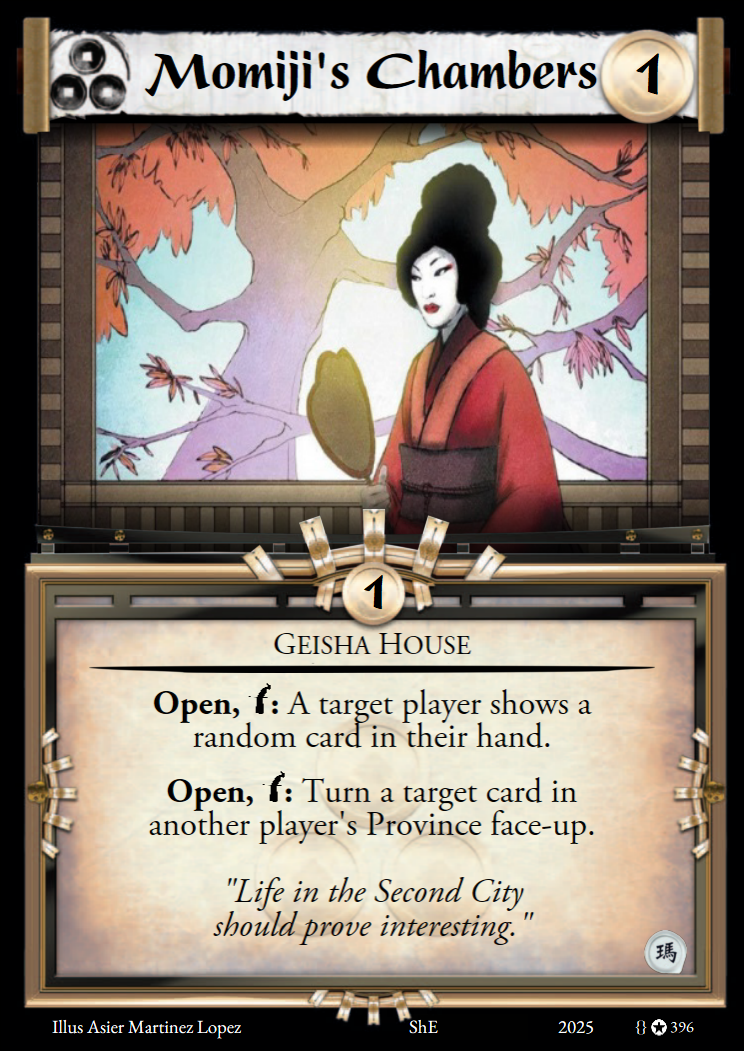 Momiji's Chambers 1
1
GEISHA HOUSE
Open, : A target player shows a
random card in their hand.
Open, : Turn a target card in
another player's Province face-up.
"Life in the Second City
should prove interesting."
瑪
Illus Asier Martinez Lopez ShE 2025 {} 396